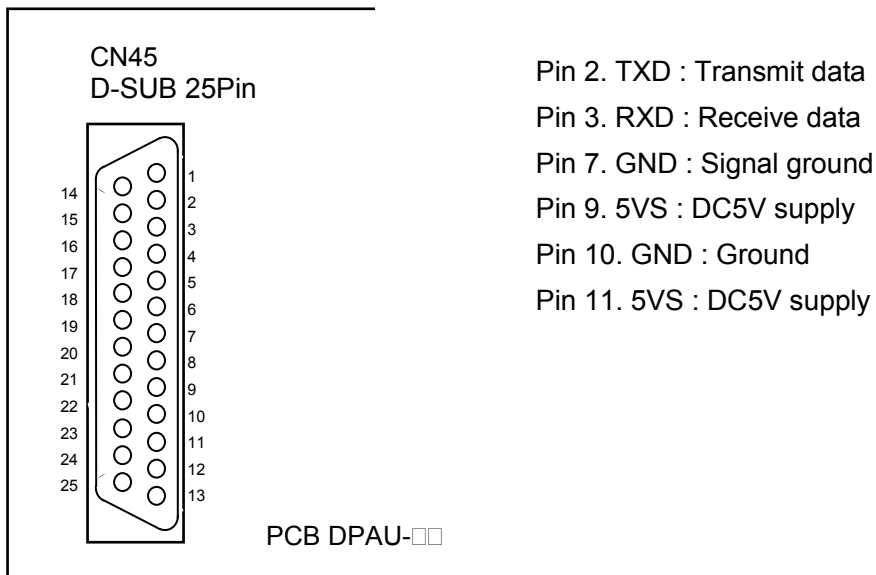 CN45
D-SUB 25Pin
14
15
16
17
18
19
20
21
22
23
24
25
1
2
3
4
5
6
7
8
9
10
11
12
13
PCB DPAU-□□
Pin 2. TXD : Transmit data
Pin 3. RXD : Receive data
Pin 7. GND : Signal ground
Pin 9. 5VS : DC5V supply
Pin 10. GND : Ground
Pin 11. 5VS : DC5V supply